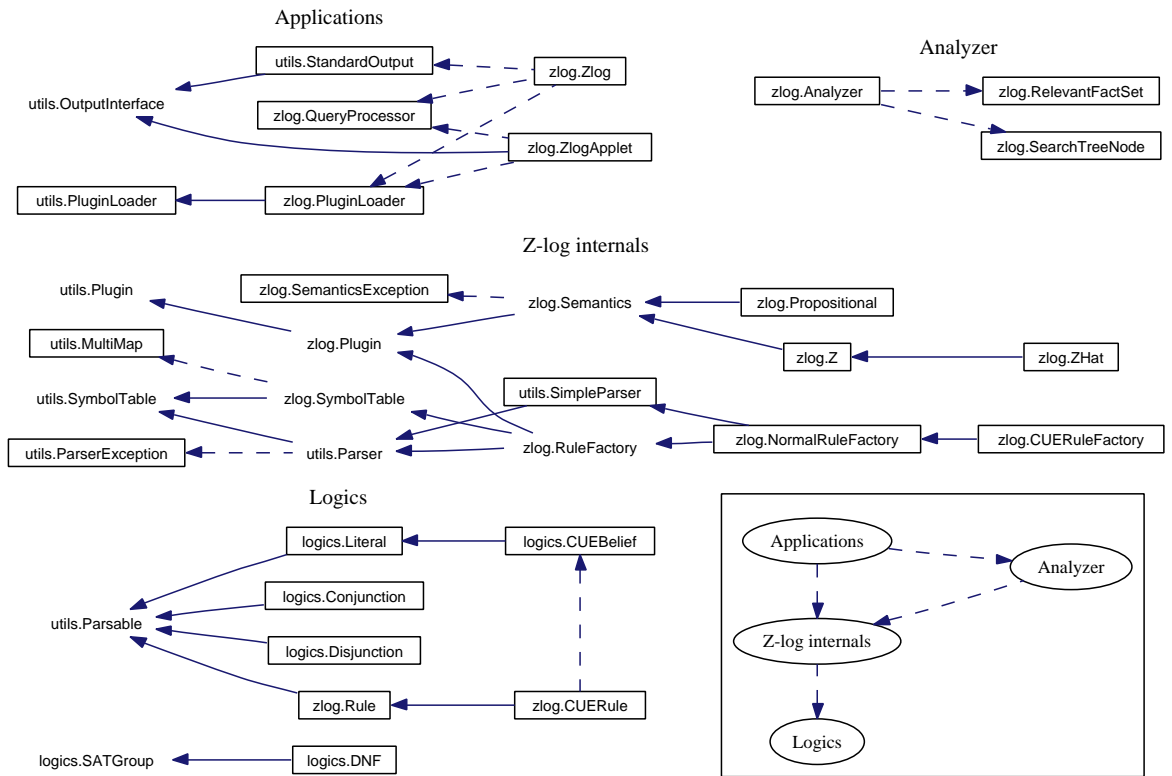 Applications
utils.StandardOutput
zlog.Zlog
utils.OutputInterface
zlog.QueryProcessor
zlog.ZlogApplet
utils.PluginLoader
zlog.PluginLoader
Analyzer
zlog.Analyzer
zlog.RelevantFactSet
zlog.SearchTreeNode
Z-log internals
utils.Plugin
zlog.SemanticsException
zlog.Semantics
zlog.Propositional
utils.MultiMap
zlog.Plugin
zlog.Z
zlog.ZHat
utils.SymbolTable
zlog.SymbolTable
utils.SimpleParser
utils.ParserException
utils.Parser
zlog.RuleFactory
zlog.NormalRuleFactory
zlog.CUERuleFactory
Logics
logics.Literal
logics.CUEBelief
logics.Conjunction
utils.Parsable
logics.Disjunction
zlog.Rule
zlog.CUERule
logics.SATGroup
logics.DNF
Applications
Analyzer
Z-log internals
Logics